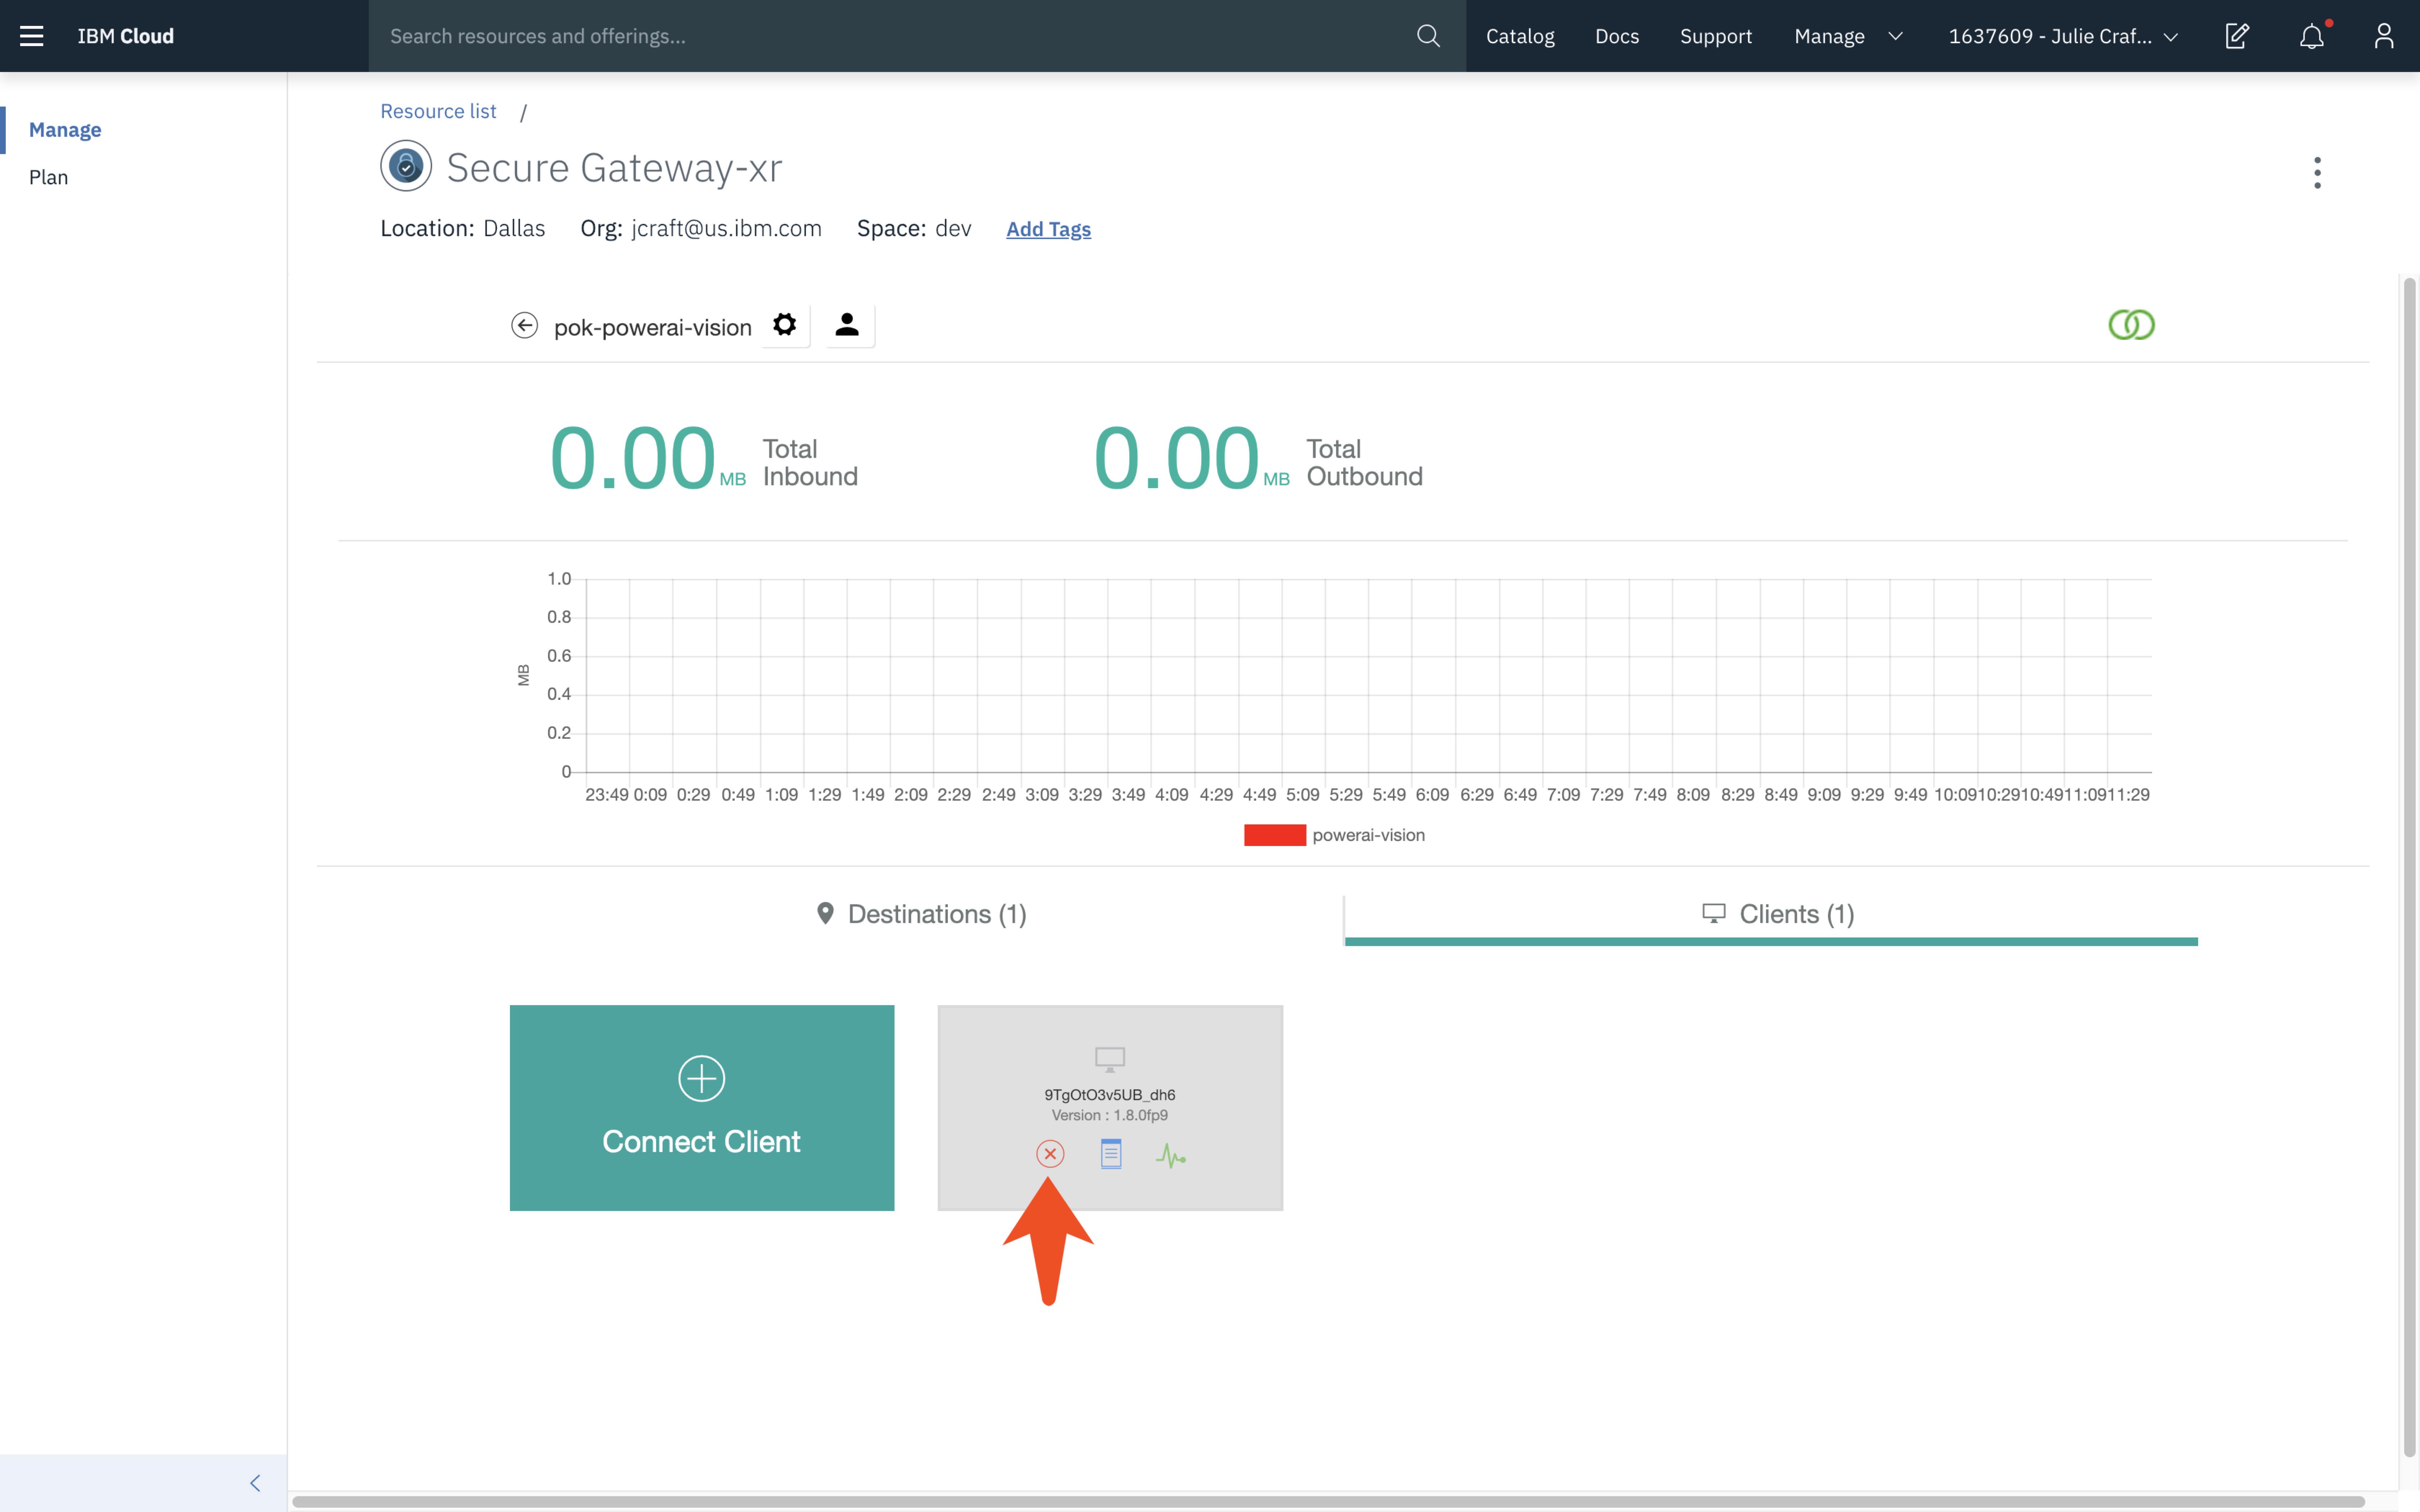 IBM Cloud
Search resources and offerings...
Catalog
Docs
Support
Manage
1637609 - Julie Craf...
Manage
Plan
Resource list /
Secure Gateway-xr
Location: Dallas Org: jcraft@us.ibm.com Space: dev Add Tags
pok-powerai-vision
0.00 MB Total Inbound
0.00 MB Total Outbound
MB
1.0
0.8
0.6
0.4
0.2
0
23:49 0:09 0:29 0:49 1:09 1:29 1:49 2:09 2:29 2:49 3:09 3:29 3:49 4:09 4:29 4:49 5:09 5:29 5:49 6:09 6:29 6:49 7:09 7:29 7:49 8:09 8:29 8:49 9:09 9:29 9:49 10:09 10:29 10:49 11:09 11:29
powerai-vision
Destinations (1)
Clients (1)
Connect Client
9TgOtO3v5UB_dh6
Version : 1.8.0fp9